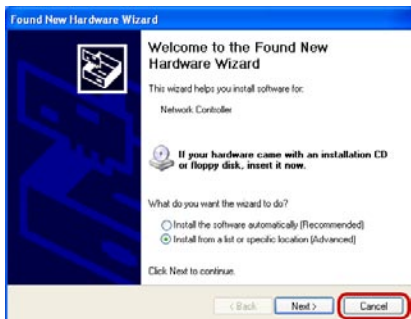 Found New Hardware Wizard
Welcome to the Found New
Hardware Wizard
This wizard helps you install software for:
Network Controller
If your hardware came with an installation CD
or floppy disk, insert it now.
What do you want the wizard to do?
Install the software automatically (Recommended)
Install from a list or specific location (Advanced)
Click Next to continue.
< Back
Next >
Cancel